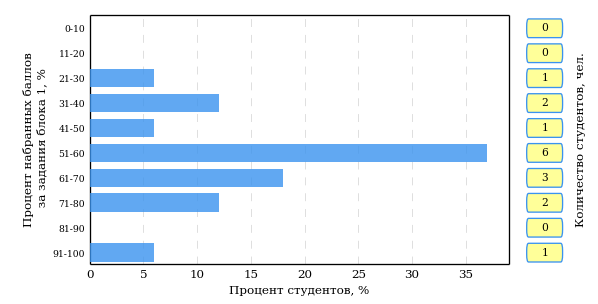 Процент набранных баллов
за задания блока 1, %
0-10 0
11-20 0
21-30 1
31-40 2
41-50 1
51-60 6
61-70 3
71-80 2
81-90 0
91-100 1
0 5 10 15 20 25 30 35
Процент студентов, %
Количество студентов, чел.